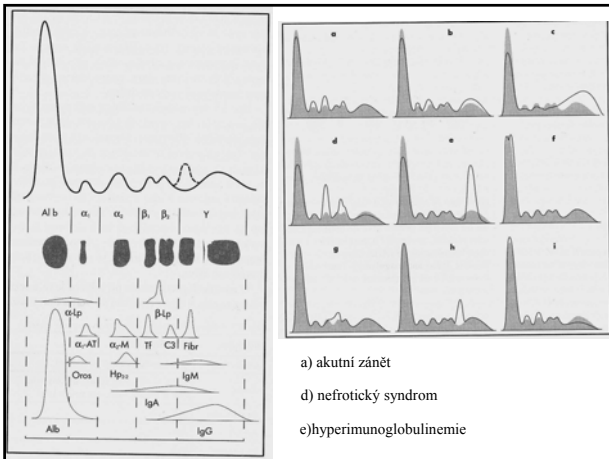 Alb α₁ α₂ β₁ β₂ γ
α-Lp β-Lp
α₁-AT α₂-M Tf C3 Fibr
Oros Hp₂₂ IgM
IgA
Alb IgG
a b c
d e f
g h i
a) akutní zánět
d) nefrotický syndrom
e)hyperimunoglobulinemie